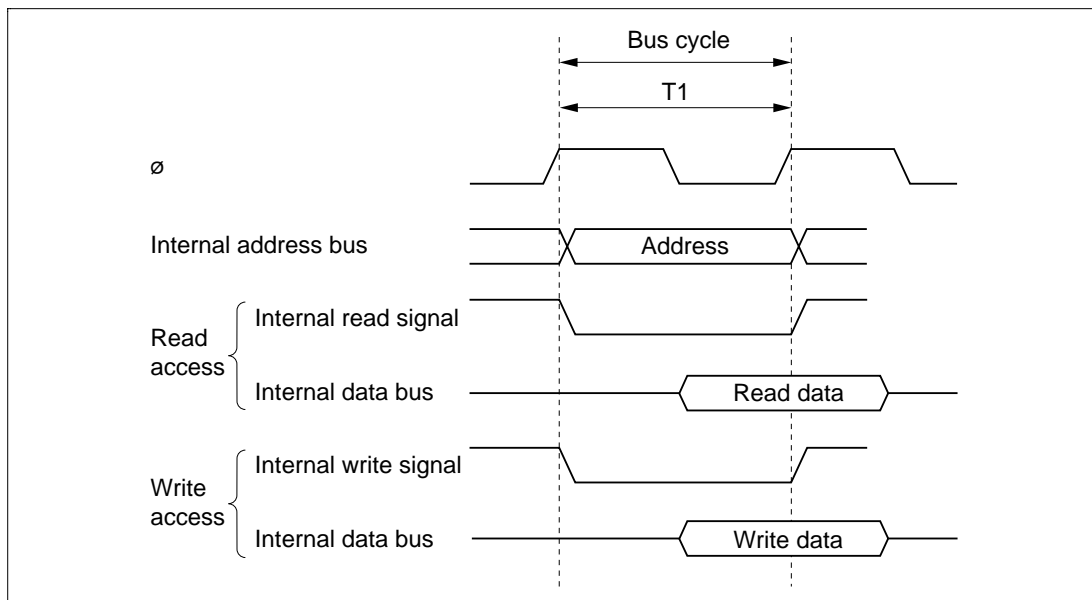 Bus cycle
T1
ø
Internal address bus
Address
Read
access
Internal read signal
Internal data bus
Read data
Write
access
Internal write signal
Internal data bus
Write data